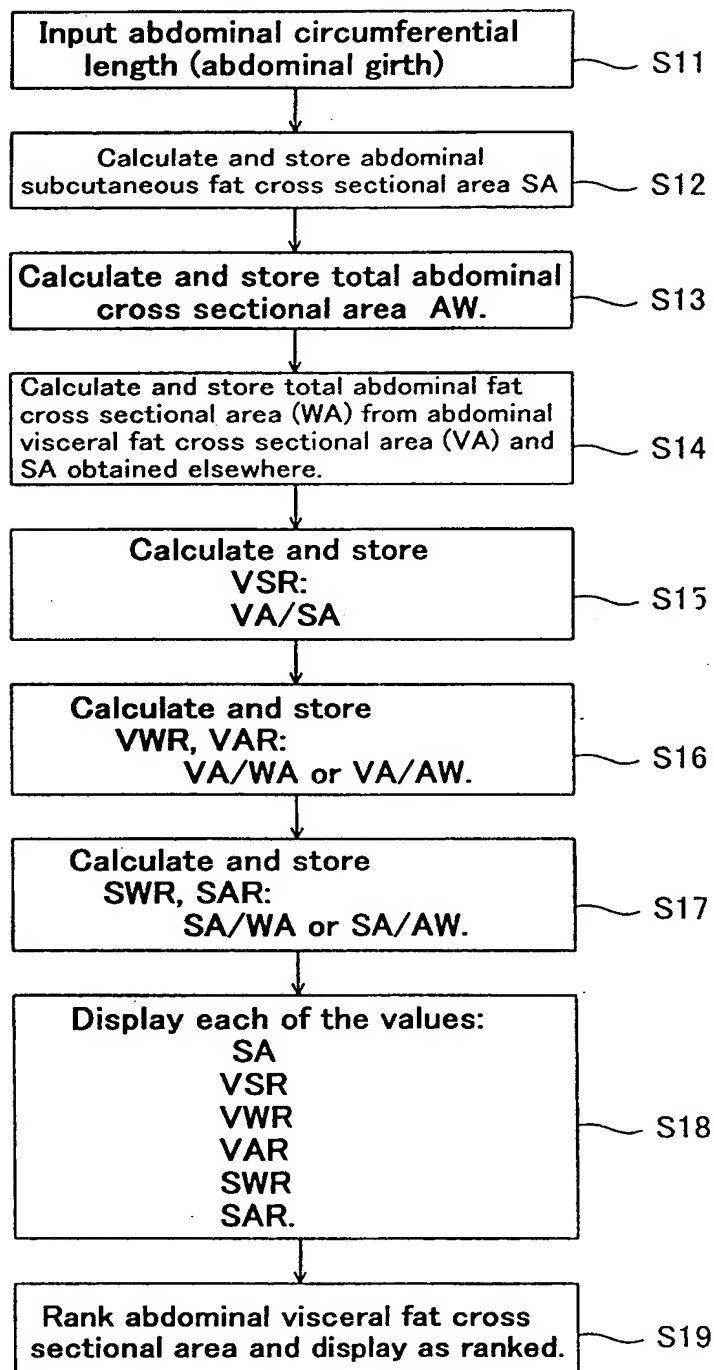 Input abdominal circumferential
length (abdominal girth)
S11
Calculate and store abdominal
subcutaneous fat cross sectional area SA
S12
Calculate and store total abdominal
cross sectional area AW.
S13
Calculate and store total abdominal fat
cross sectional area (WA) from abdominal
visceral fat cross sectional area (VA) and
SA obtained elsewhere.
S14
Calculate and store
VSR:
VA/SA
S15
Calculate and store
VWR, VAR:
VA/WA or VA/AW.
S16
Calculate and store
SWR, SAR:
SA/WA or SA/AW.
S17
Display each of the values:
SA
VSR
VWR
VAR
SWR
SAR.
S18
Rank abdominal visceral fat cross
sectional area and display as ranked.
S19